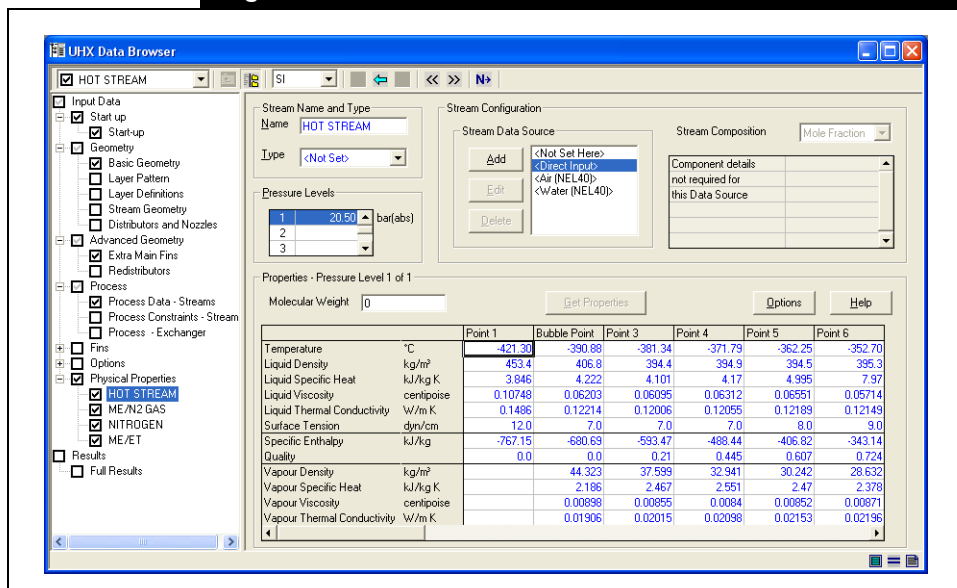 UHX Data Browser
HOT STREAM
SI
<< >> N→
Input Data
Start up
Start-up
Geometry
Basic Geometry
Layer Pattern
Layer Definitions
Stream Geometry
Distributors and Nozzles
Advanced Geometry
Extra Main Fins
Redistributors
Process
Process Data - Streams
Process Constraints - Stream
Process - Exchanger
Fins
Options
Physical Properties
HOT STREAM
ME/N2 GAS
NITROGEN
ME/ET
Results
Full Results
Stream Name and Type
Name HOT STREAM
Type <Not Set>
Pressure Levels
1 20.50 bar(abs)
2
3
Stream Configuration
Stream Data Source
Add
Edit
Delete
<Not Set Here>
<Direct Input>
<Air (NEL40)>
<Water (NEL40)>
Stream Composition Mole Fraction
Component details
not required for
this Data Source
Properties - Pressure Level 1 of 1
Molecular Weight 0 Get Properties Options Help
Point 1 Bubble Point Point 3 Point 4 Point 5 Point 6
Temperature °C -421.30 -390.88 -381.34 -371.79 -362.25 -352.70
Liquid Density kg/m³ 453.4 406.8 394.4 394.9 394.5 395.3
Liquid Specific Heat kJ/kg K 3.846 4.222 4.101 4.17 4.995 7.97
Liquid Viscosity centipoise 0.10748 0.06203 0.06095 0.06312 0.06551 0.05714
Liquid Thermal Conductivity W/m K 0.1486 0.12214 0.12006 0.12055 0.12189 0.12149
Surface Tension dyn/cm 12.0 7.0 7.0 7.0 8.0 9.0
Specific Enthalpy kJ/kg -767.15 -680.69 -593.47 -488.44 -406.82 -343.14
Quality 0.0 0.0 0.21 0.445 0.607 0.724
Vapour Density kg/m³ 44.323 37.599 32.941 30.242 28.632
Vapour Specific Heat kJ/kg K 2.186 2.467 2.551 2.47 2.378
Vapour Viscosity centipoise 0.00898 0.00855 0.0084 0.00852 0.00871
Vapour Thermal Conductivity W/m K 0.01906 0.02015 0.02098 0.02153 0.02196